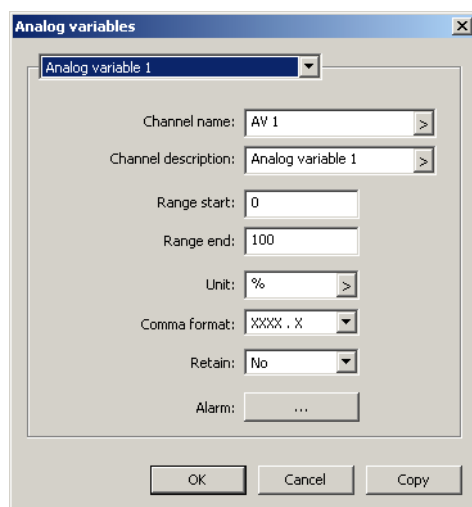 Analog variables
Analog variable 1
Channel name: AV 1 >
Channel description: Analog variable 1 >
Range start: 0
Range end: 100
Unit: % >
Comma format: XXXX . X
Retain: No
Alarm: ...
OK Cancel Copy